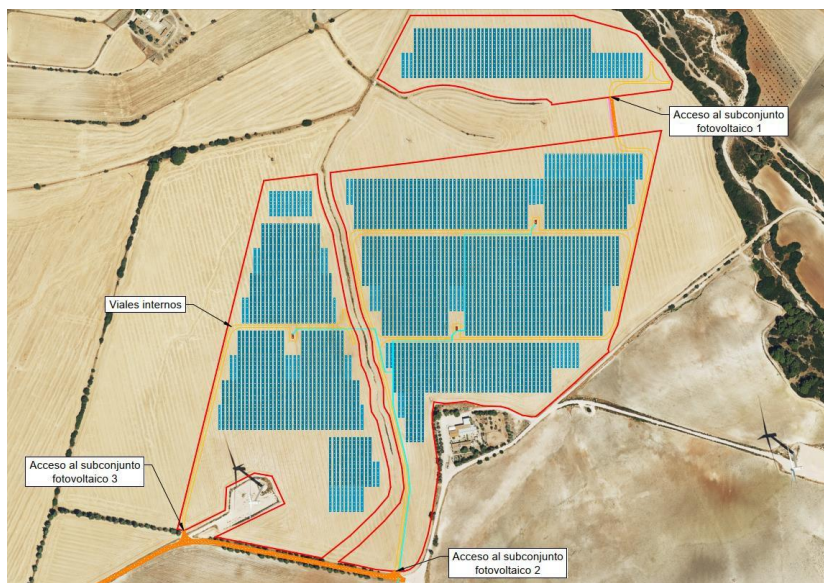 Acceso al subconjunto
fotovoltaico 1
Viales internos
Acceso al subconjunto
fotovoltaico 3
Acceso al subconjunto
fotovoltaico 2